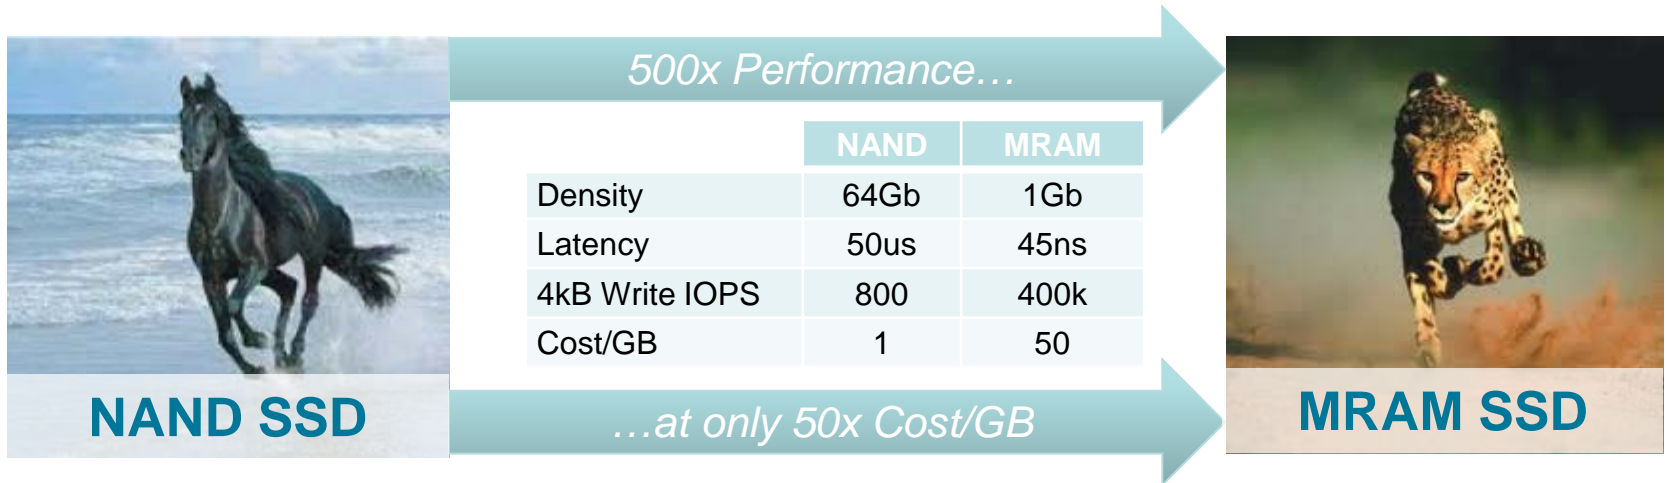 500x Performance…
NAND MRAM
Density 64Gb 1Gb
Latency 50us 45ns
4kB Write IOPS 800 400k
Cost/GB 1 50
NAND SSD
…at only 50x Cost/GB
MRAM SSD